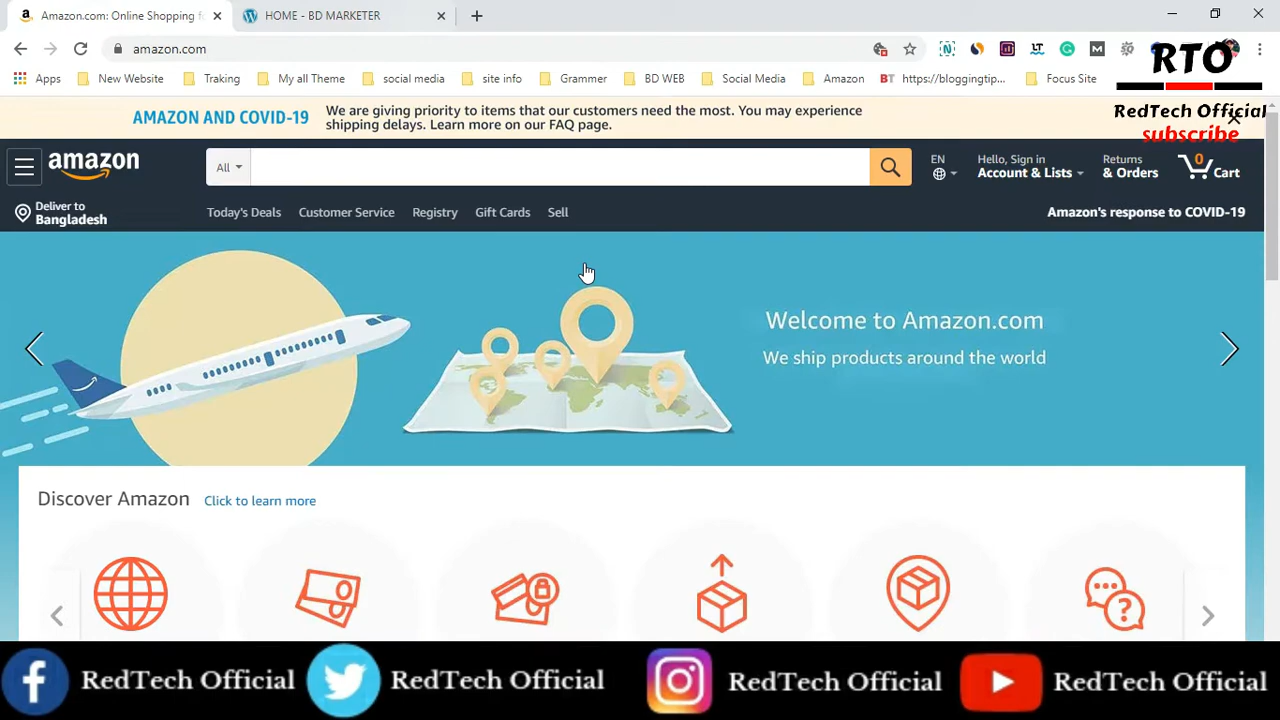 Amazon.com: Online Shopping f
HOME - BD MARKETER
amazon.com
Apps
New Website
Traking
My all Theme
social media
site info
Grammer
BD WEB
Social Media
Amazon
BT https://bloggingtip...
Focus Site
RTO
RedTech Official
subscribe
AMAZON AND COVID-19
We are giving priority to items that our customers need the most. You may experience
shipping delays. Learn more on our FAQ page.
amazon
All
EN
Hello, Sign in
Account & Lists
Returns
& Orders
0
Cart
Deliver to
Bangladesh
Today's Deals
Customer Service
Registry
Gift Cards
Sell
Amazon's response to COVID-19
Welcome to Amazon.com
We ship products around the world
Discover Amazon
Click to learn more
RedTech Official
RedTech Official
RedTech Official
RedTech Official